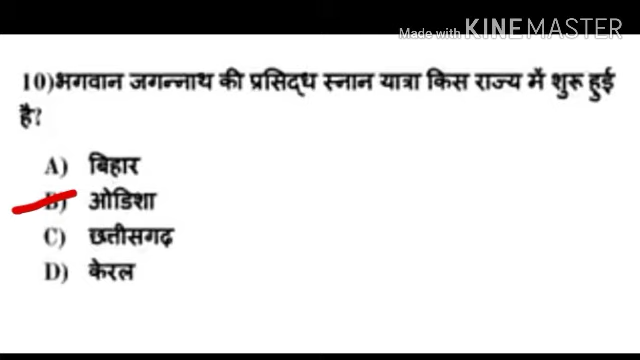 Made with KINEMASTER
10)भगवान जगन्नाथ की प्रसिद्ध स्नान यात्रा किस राज्य में शुरू हुई
है?
A) बिहार
B) ओडिशा
C) छत्तीसगढ़
D) केरल